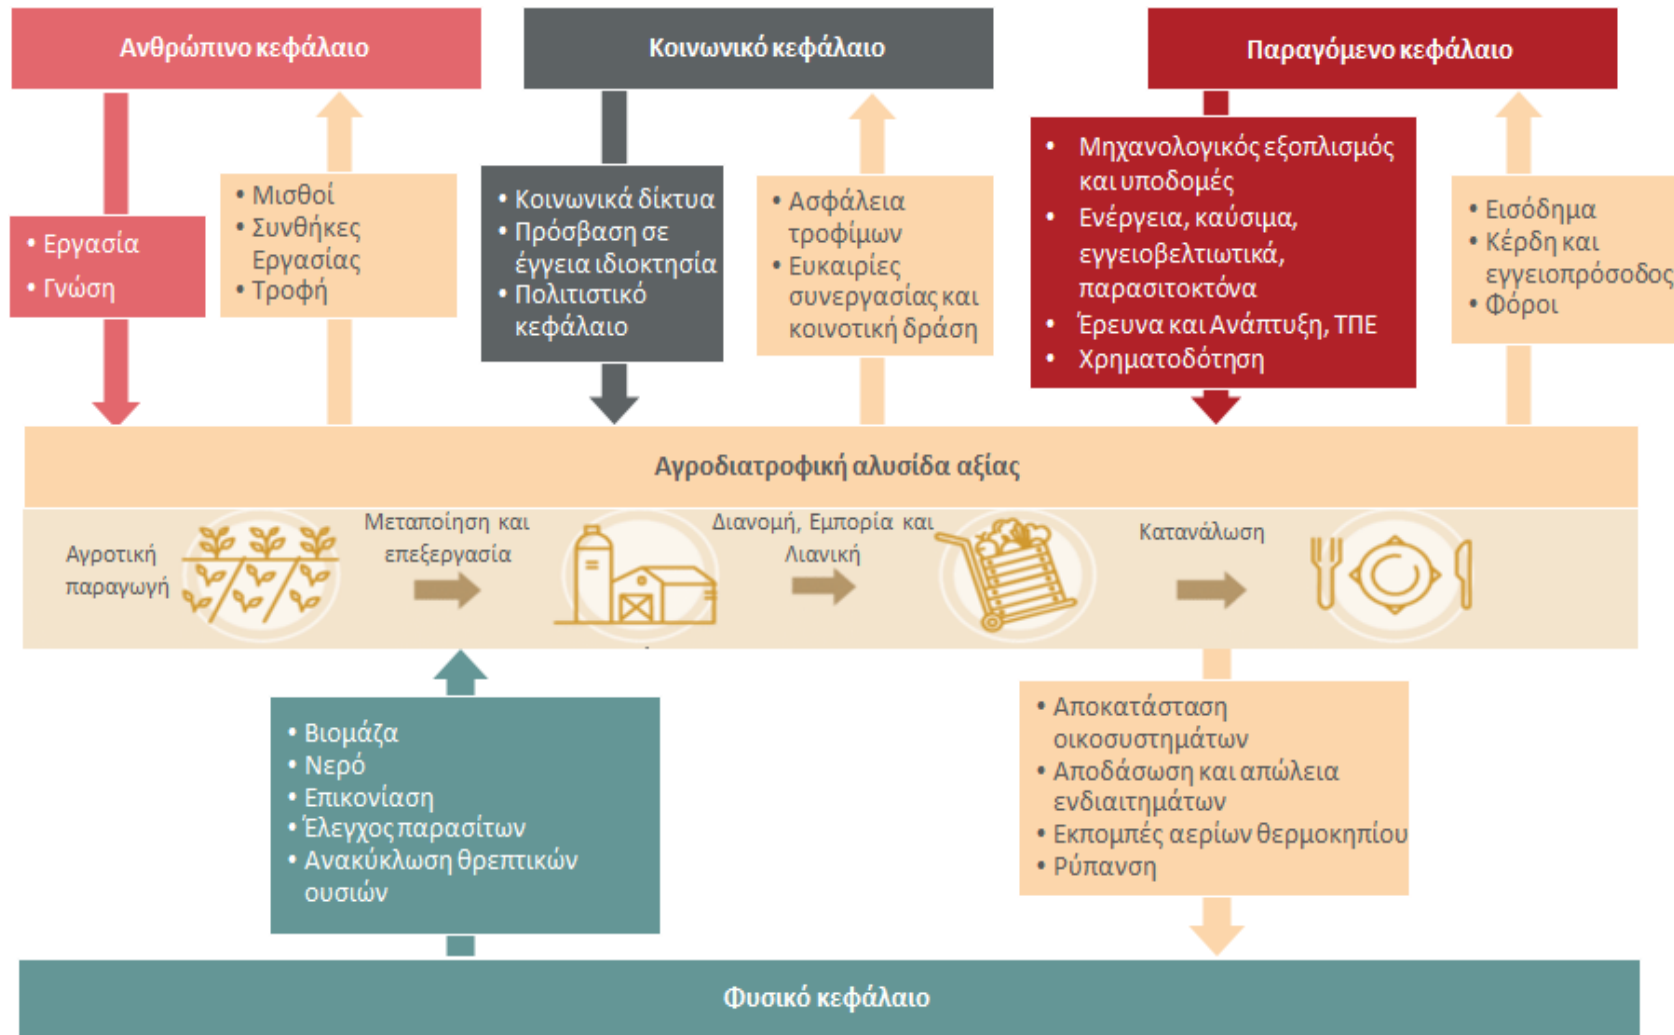 Ανθρώπινο κεφάλαιο
Κοινωνικό κεφάλαιο
Παραγόμενο κεφάλαιο
• Εργασία
• Γνώση
• Μισθοί
• Συνθήκες
Εργασίας
• Τροφή
• Κοινωνικά δίκτυα
• Πρόσβαση σε
έγγεια ιδιοκτησία
• Πολιτιστικό
κεφάλαιο
• Ασφάλεια
τροφίμων
• Ευκαιρίες
συνεργασίας και
κοινοτική δράση
• Μηχανολογικός εξοπλισμός
και υποδομές
• Ενέργεια, καύσιμα,
εγγειοβελτιωτικά,
παρασιτοκτόνα
• Έρευνα και Ανάπτυξη, ΤΠΕ
• Χρηματοδότηση
• Εισόδημα
• Κέρδη και
εγγειοπρόσοδος
• Φόροι
Αγροδιατροφική αλυσίδα αξίας
Αγροτική
παραγωγή
Μεταποίηση και
επεξεργασία
Διανομή, Εμπορία και
Λιανική
Κατανάλωση
• Βιομάζα
• Νερό
• Επικονίαση
• Έλεγχος παρασίτων
• Ανακύκλωση θρεπτικών
ουσιών
• Αποκατάσταση
οικοσυστημάτων
• Αποδάσωση και απώλεια
ενδιαιτημάτων
• Εκπομπές αερίων θερμοκηπίου
• Ρύπανση
Φυσικό κεφάλαιο